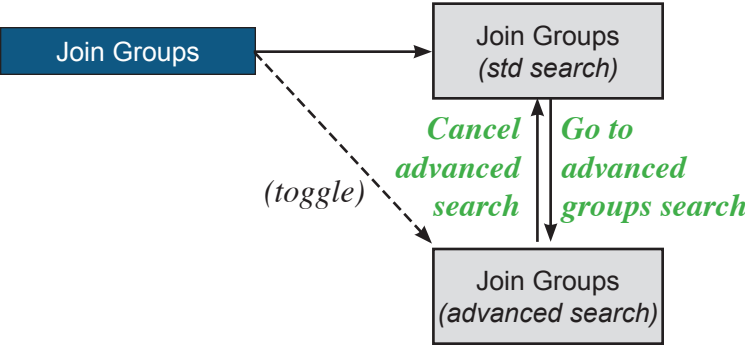 Join Groups
Join Groups
(std search)
Cancel
advanced
search
Go to
advanced
groups search
(toggle)
Join Groups
(advanced search)